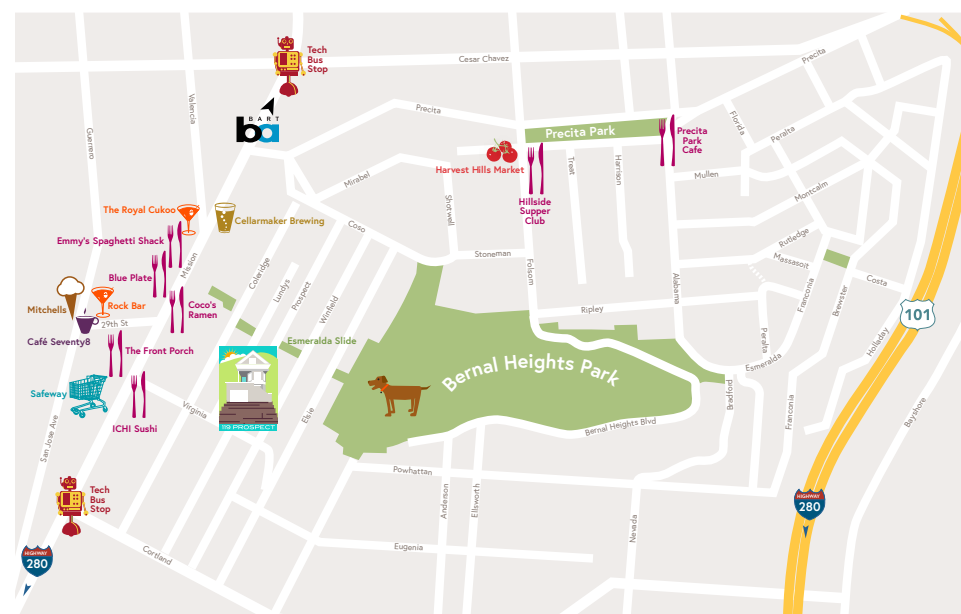 Tech
Bus
Stop
Cesar Chavez
Precita
Precita
BART
ba
Valencia
Guerrero
Precita Park
Precita
Park
Cafe
Florida
Peralta
Harvest Hills Market
Hillside
Supper
Club
Treat
Harrison
Mullen
Montcalm
Mirabel
Shotwell
The Royal Cukoo
Cellarmaker Brewing
Emmy's Spaghetti Shack
Coso
Stoneman
Folsom
Rutledge
Massasoit
Blue Plate
Mission
Coleridge
Lundys
Prospect
Winfield
Alabama
Franconia
Brewster
Costa
Mitchells
Rock Bar
Coco's
Ramen
29th St
Ripley
Holladay
101
Café Seventy8
The Front Porch
Esmeralda Slide
Bernal Heights Park
Peralta
Esmeralda
Safeway
119 PROSPECT
Virginia
Elsie
Bradford
Franconia
Bayshore
ICHI Sushi
San Jose Ave
Bernal Heights Blvd
Powhattan
Anderson
Ellsworth
Nevada
Tech
Bus
Stop
HIGHWAY
280
Cortland
Eugenia
HIGHWAY
280